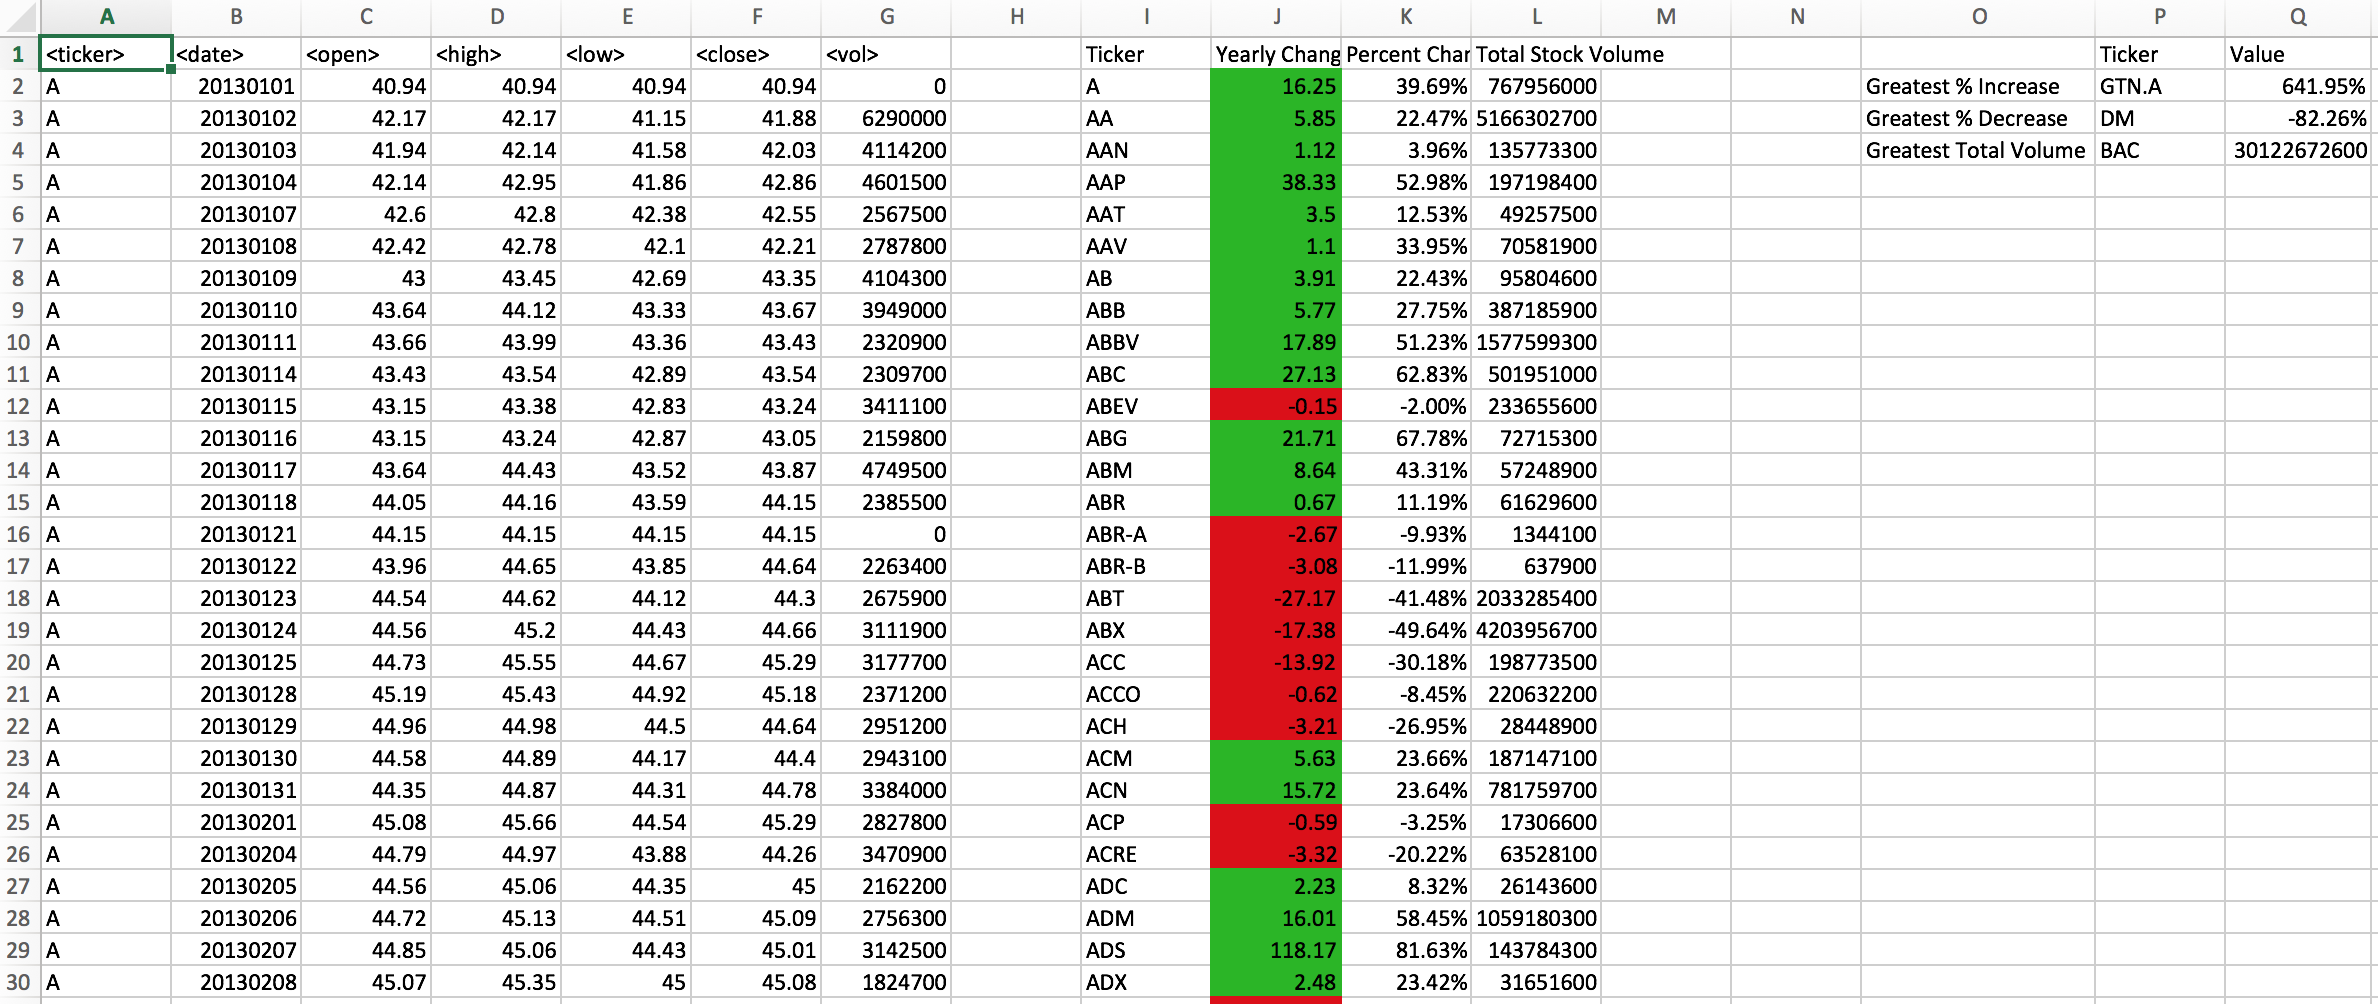 A B C D E F G H I J K L M N O P Q
1 <ticker> <date> <open> <high> <low> <close> <vol> Ticker Yearly Chang Percent Char Total Stock Volume Ticker Value
2 A 20130101 40.94 40.94 40.94 40.94 0 A 16.25 39.69% 767956000 Greatest % Increase GTN.A 641.95%
3 A 20130102 42.17 42.17 41.15 41.88 6290000 AA 5.85 22.47% 5166302700 Greatest % Decrease DM -82.26%
4 A 20130103 41.94 42.14 41.58 42.03 4114200 AAN 1.12 3.96% 135773300 Greatest Total Volume BAC 30122672600
5 A 20130104 42.14 42.95 41.86 42.86 4601500 AAP 38.33 52.98% 197198400
6 A 20130107 42.6 42.8 42.38 42.55 2567500 AAT 3.5 12.53% 49257500
7 A 20130108 42.42 42.78 42.1 42.21 2787800 AAV 1.1 33.95% 70581900
8 A 20130109 43 43.45 42.69 43.35 4104300 AB 3.91 22.43% 95804600
9 A 20130110 43.64 44.12 43.33 43.67 3949000 ABB 5.77 27.75% 387185900
10 A 20130111 43.66 43.99 43.36 43.43 2320900 ABBV 17.89 51.23% 1577599300
11 A 20130114 43.43 43.54 42.89 43.54 2309700 ABC 27.13 62.83% 501951000
12 A 20130115 43.15 43.38 42.83 43.24 3411100 ABEV -0.15 -2.00% 233655600
13 A 20130116 43.15 43.24 42.87 43.05 2159800 ABG 21.71 67.78% 72715300
14 A 20130117 43.64 44.43 43.52 43.87 4749500 ABM 8.64 43.31% 57248900
15 A 20130118 44.05 44.16 43.59 44.15 2385500 ABR 0.67 11.19% 61629600
16 A 20130121 44.15 44.15 44.15 44.15 0 ABR-A -2.67 -9.93% 1344100
17 A 20130122 43.96 44.65 43.85 44.64 2263400 ABR-B -3.08 -11.99% 637900
18 A 20130123 44.54 44.62 44.12 44.3 2675900 ABT -27.17 -41.48% 2033285400
19 A 20130124 44.56 45.2 44.43 44.66 3111900 ABX -17.38 -49.64% 4203956700
20 A 20130125 44.73 45.55 44.67 45.29 3177700 ACC -13.92 -30.18% 198773500
21 A 20130128 45.19 45.43 44.92 45.18 2371200 ACCO -0.62 -8.45% 220632200
22 A 20130129 44.96 44.98 44.5 44.64 2951200 ACH -3.21 -26.95% 28448900
23 A 20130130 44.58 44.89 44.17 44.4 2943100 ACM 5.63 23.66% 187147100
24 A 20130131 44.35 44.87 44.31 44.78 3384000 ACN 15.72 23.64% 781759700
25 A 20130201 45.08 45.66 44.54 45.29 2827800 ACP -0.59 -3.25% 17306600
26 A 20130204 44.79 44.97 43.88 44.26 3470900 ACRE -3.32 -20.22% 63528100
27 A 20130205 44.56 45.06 44.35 45 2162200 ADC 2.23 8.32% 26143600
28 A 20130206 44.72 45.13 44.51 45.09 2756300 ADM 16.01 58.45% 1059180300
29 A 20130207 44.85 45.06 44.43 45.01 3142500 ADS 118.17 81.63% 143784300
30 A 20130208 45.07 45.35 45 45.08 1824700 ADX 2.48 23.42% 31651600